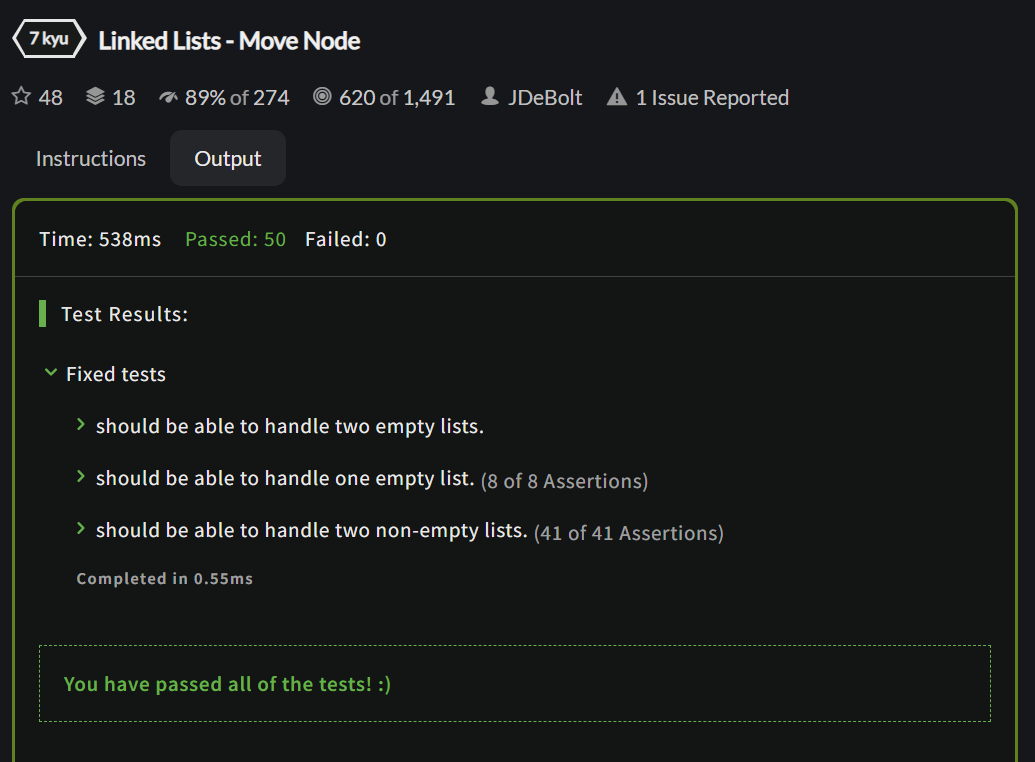 7 kyu Linked Lists - Move Node
48 18 89% of 274 620 of 1,491 JDeBolt 1 Issue Reported
Instructions Output
Time: 538ms Passed: 50 Failed: 0
Test Results:
Fixed tests
should be able to handle two empty lists.
should be able to handle one empty list. (8 of 8 Assertions)
should be able to handle two non-empty lists. (41 of 41 Assertions)
Completed in 0.55ms
You have passed all of the tests! :)